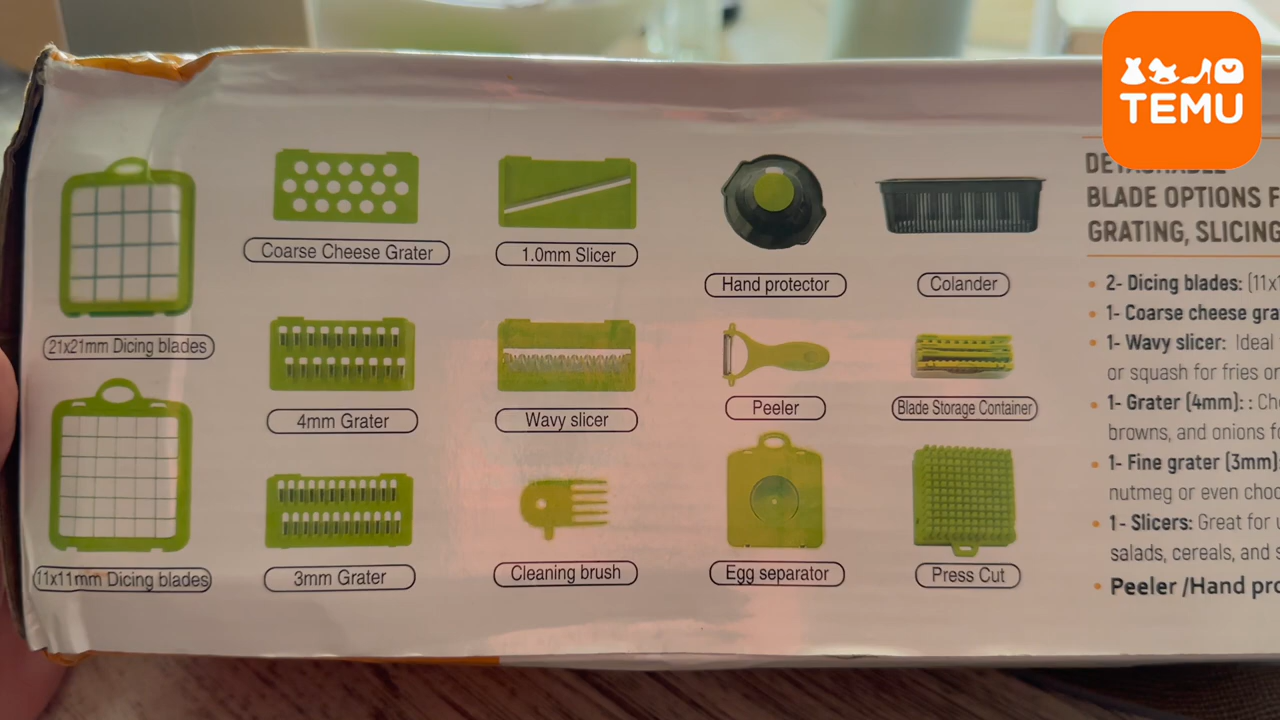 TEMU
21x21mm Dicing blades
Coarse Cheese Grater
1.0mm Slicer
Hand protector
Colander
11x11mm Dicing blades
4mm Grater
Wavy slicer
Peeler
Blade Storage Container
3mm Grater
Cleaning brush
Egg separator
Press Cut
DETACHABLE
BLADE OPTIONS F
GRATING, SLICING
• 2- Dicing blades: (11x1
• 1- Coarse cheese gra
• 1- Wavy slicer: Ideal
or squash for fries or
• 1- Grater (4mm): : Ch
browns, and onions fo
• 1- Fine grater (3mm)
nutmeg or even choc
• 1- Slicers: Great for u
salads, cereals, and s
• Peeler /Hand pro